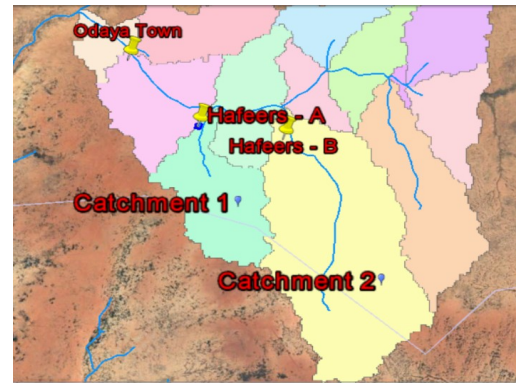 Odaya Town
Hafeers - A
Hafeers - B
Catchment 1
Catchment 2